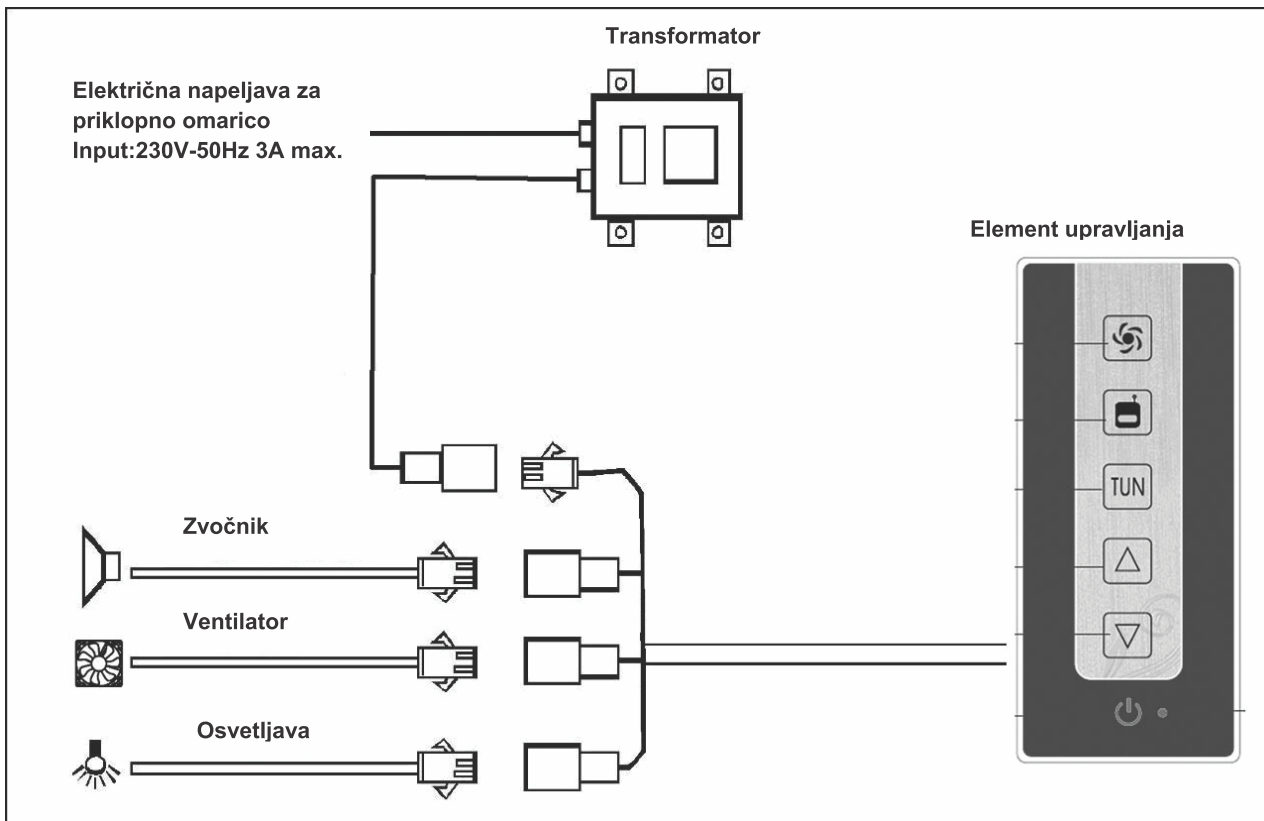 Transformator
Električna napeljava za
priklopno omarico
Input:230V-50Hz 3A max.
Element upravljanja
TUN
Zvočnik
Ventilator
Osvetljava